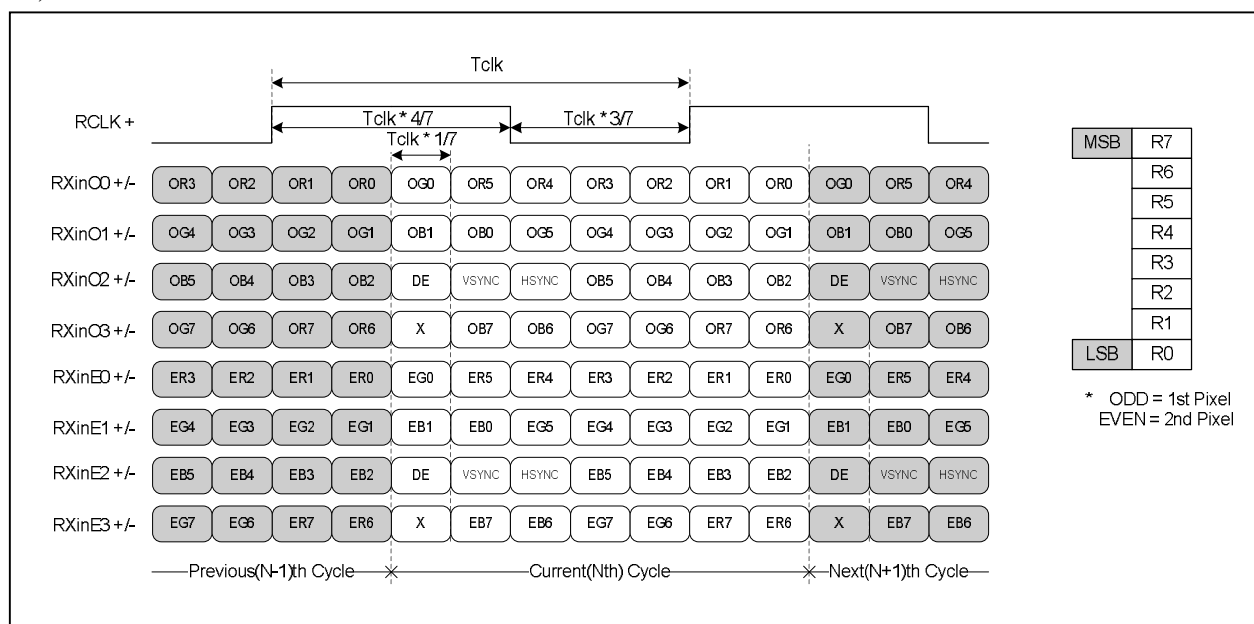 Tclk
RCLK +
Tclk * 4/7
Tclk * 3/7
Tclk * 1/7
RXinO0 +/- OR3 OR2 OR1 OR0 OG0 OR5 OR4 OR3 OR2 OR1 OR0 OG0 OR5 OR4
RXinO1 +/- OG4 OG3 OG2 OG1 OB1 OB0 OG5 OG4 OG3 OG2 OG1 OB1 OB0 OG5
RXinO2 +/- OB5 OB4 OB3 OB2 DE VSYNC HSYNC OB5 OB4 OB3 OB2 DE VSYNC HSYNC
RXinO3 +/- OG7 OG6 OR7 OR6 X OB7 OB6 OG7 OG6 OR7 OR6 X OB7 OB6
RXinE0 +/- ER3 ER2 ER1 ER0 EG0 ER5 ER4 ER3 ER2 ER1 ER0 EG0 ER5 ER4
RXinE1 +/- EG4 EG3 EG2 EG1 EB1 EB0 EG5 EG4 EG3 EG2 EG1 EB1 EB0 EG5
RXinE2 +/- EB5 EB4 EB3 EB2 DE VSYNC HSYNC EB5 EB4 EB3 EB2 DE VSYNC HSYNC
RXinE3 +/- EG7 EG6 ER7 ER6 X EB7 EB6 EG7 EG6 ER7 ER6 X EB7 EB6
Previous(N-1)th Cycle Current(Nth) Cycle Next(N+1)th Cycle
MSB R7
R6
R5
R4
R3
R2
R1
LSB R0
* ODD = 1st Pixel
EVEN = 2nd Pixel